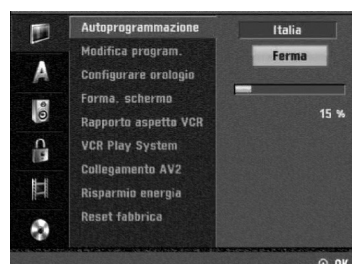 Autoprogrammazione
Modifica program.
Configurare orologio
Forma. schermo
Rapporto aspetto VCR
VCR Play System
Collegamento AV2
Risparmio energia
Reset fabbrica
A
Italia
Ferma
15 %
OK